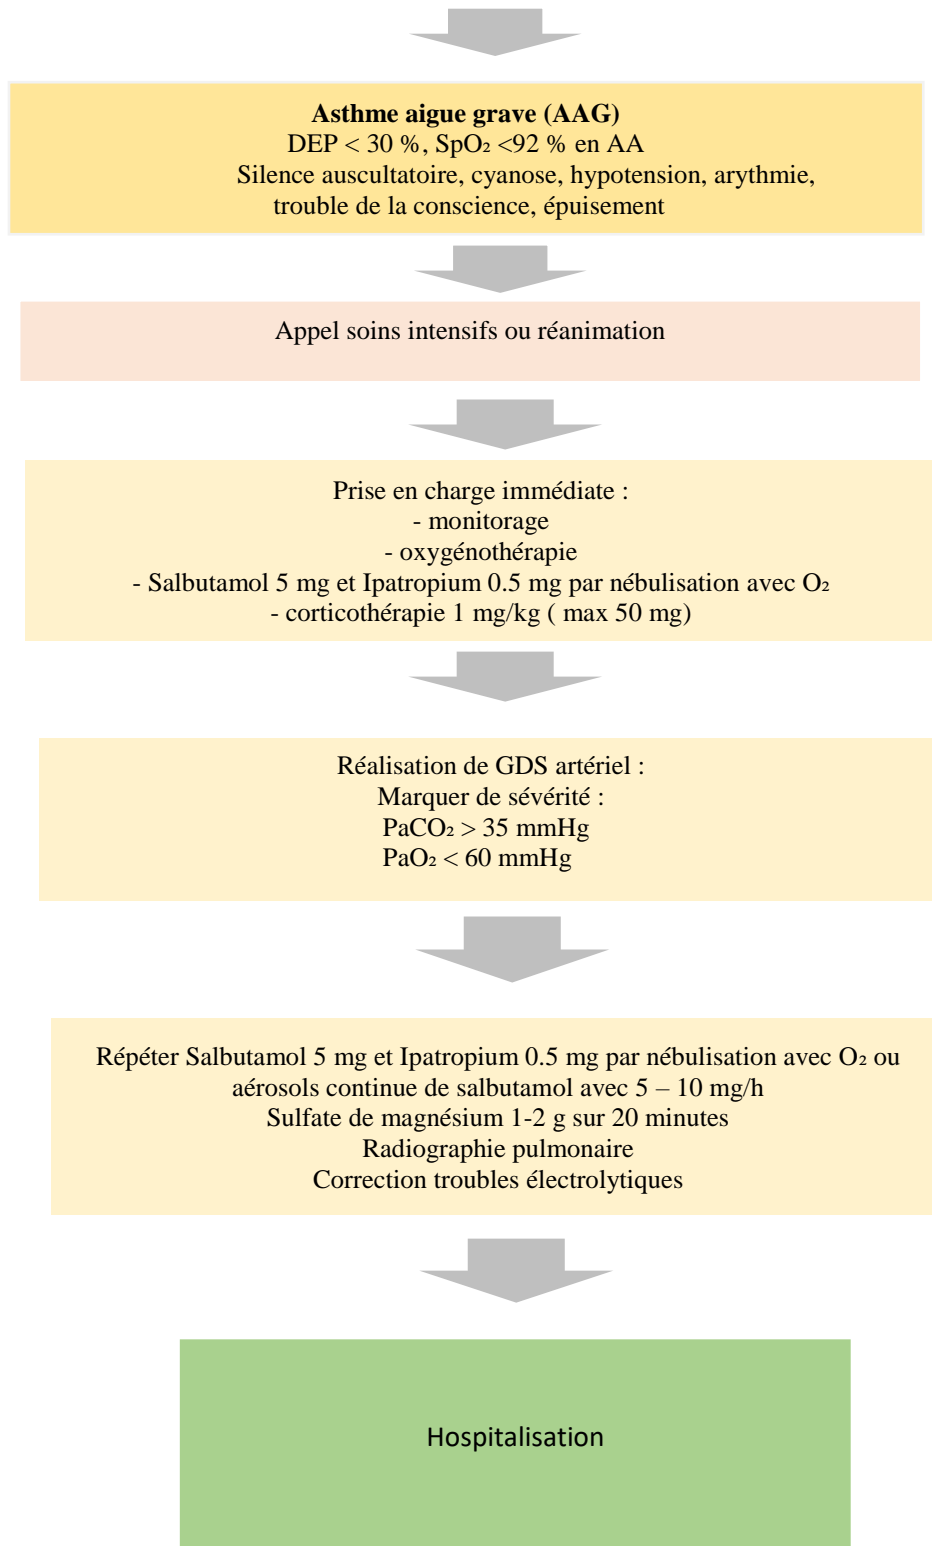 Asthme aigue grave (AAG)
DEP < 30 %, SpO₂ <92 % en AA
Silence auscultatoire, cyanose, hypotension, arythmie,
trouble de la conscience, épuisement
Appel soins intensifs ou réanimation
Prise en charge immédiate :
- monitorage
- oxygénothérapie
- Salbutamol 5 mg et Ipatropium 0.5 mg par nébulisation avec O₂
- corticothérapie 1 mg/kg ( max 50 mg)
Réalisation de GDS artériel :
Marquer de sévérité :
PaCO₂ > 35 mmHg
PaO₂ < 60 mmHg
Répéter Salbutamol 5 mg et Ipatropium 0.5 mg par nébulisation avec O₂ ou
aérosols continue de salbutamol avec 5 – 10 mg/h
Sulfate de magnésium 1-2 g sur 20 minutes
Radiographie pulmonaire
Correction troubles électrolytiques
Hospitalisation